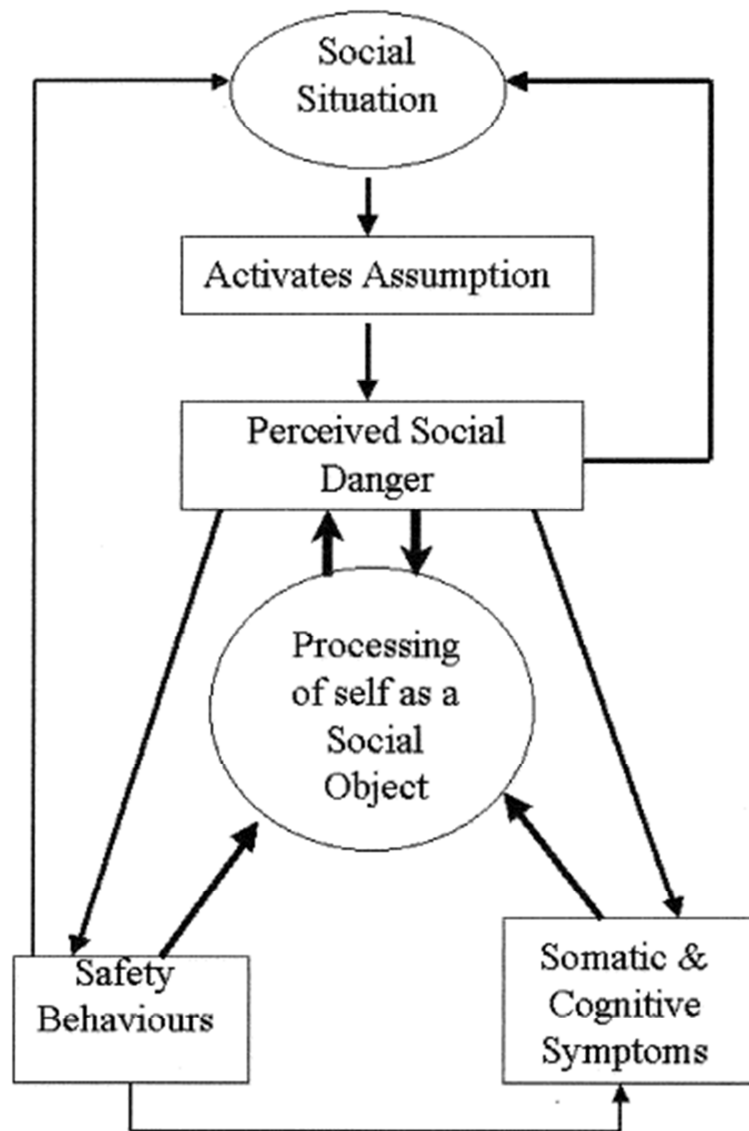 Social
Situation
Activates Assumption
Perceived Social
Danger
Processing
of self as a
Social
Object
Safety
Behaviours
Somatic &
Cognitive
Symptoms